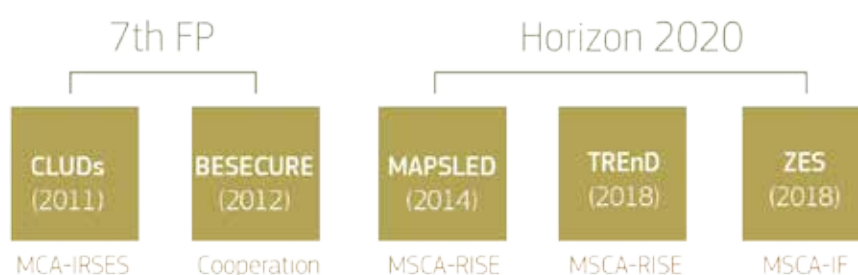 7th FP
Horizon 2020
CLUDs
(2011)
BESECURE
(2012)
MAPSLED
(2014)
TREnD
(2018)
ZES
(2018)
MCA-IRSES
Cooperation
MSCA-RISE
MSCA-RISE
MSCA-IF